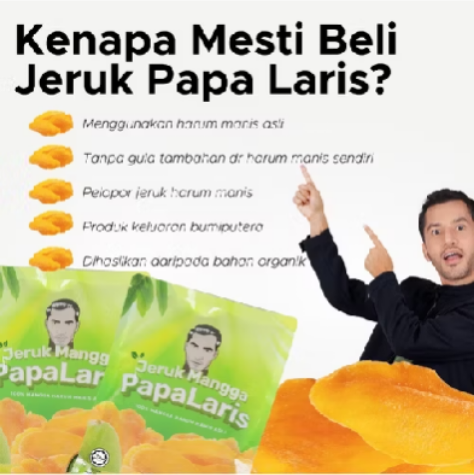 Kenapa Mesti Beli
Jeruk Papa Laris?
Menggunakan harum manis asli
Tanpa gula tambahan dr harum manis sendiri
Pelopor jeruk harum manis
Produk keluaran bumiputera
Dihasilkan daripada bahan organik
Jeruk Mangga
PapaLaris
Jeruk Mangga
PapaLaris